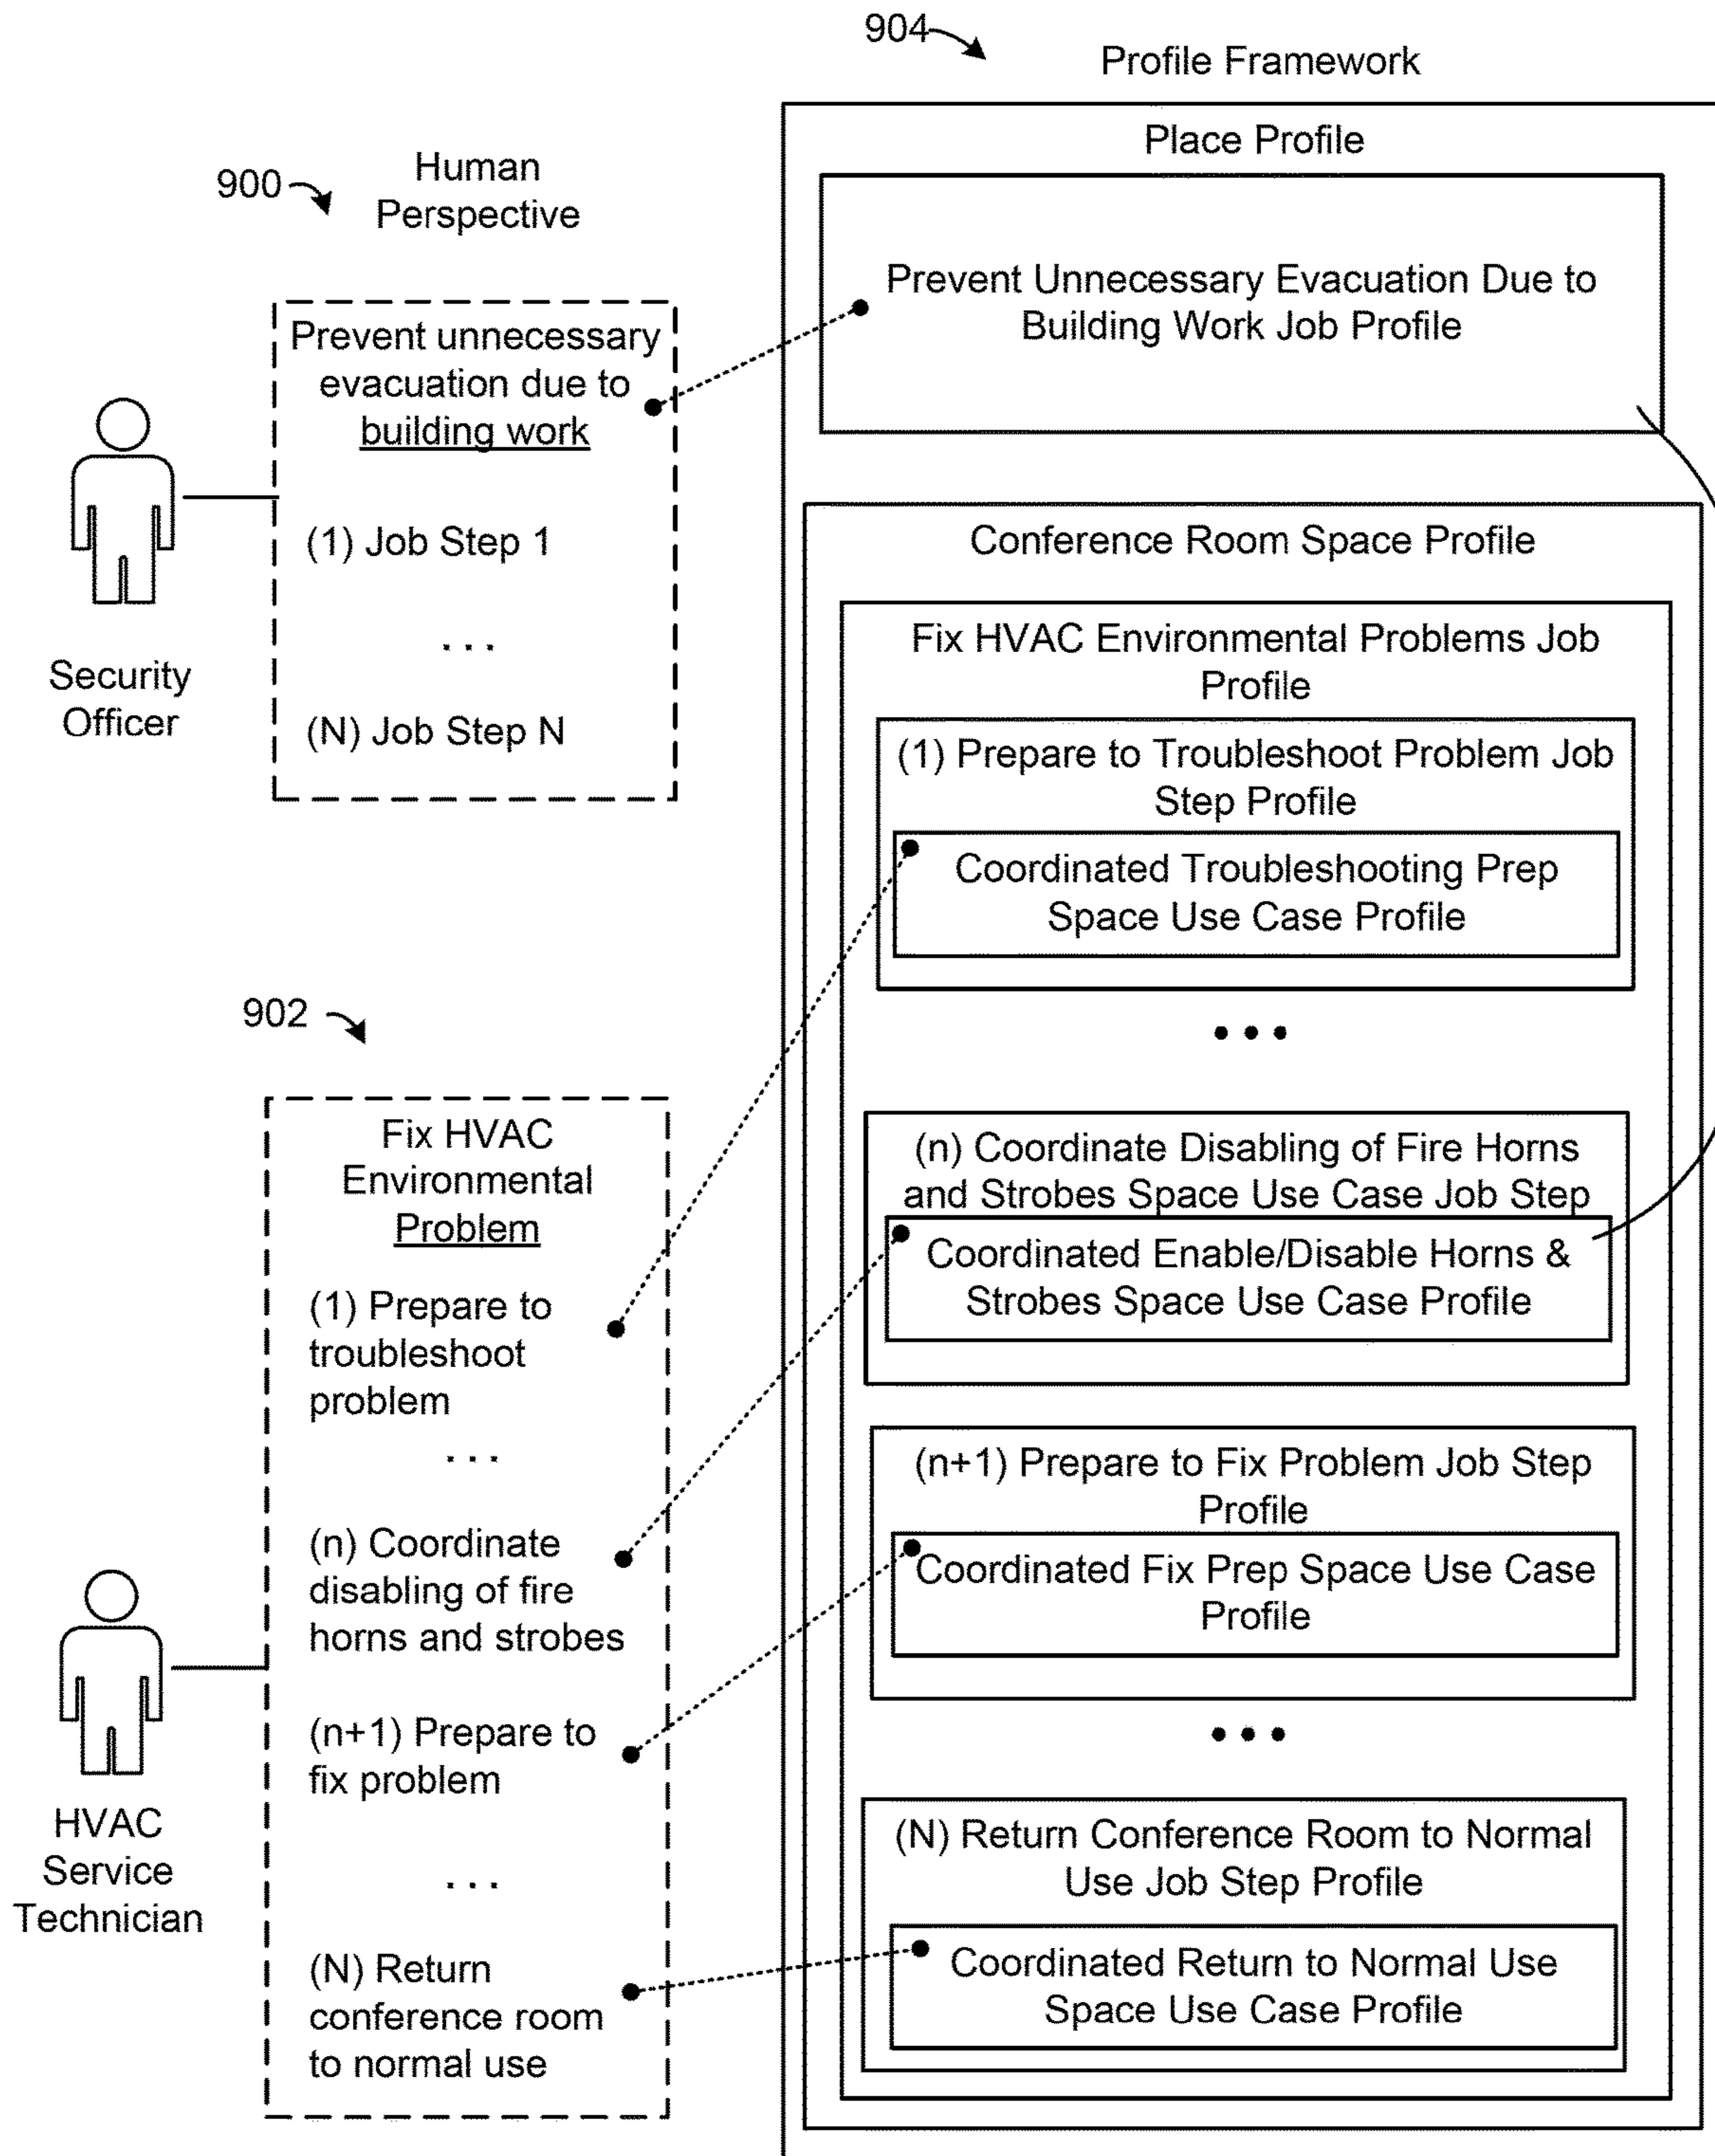 904
Profile Framework
Place Profile
Prevent Unnecessary Evacuation Due to
Building Work Job Profile
900
Human
Perspective
Prevent unnecessary
evacuation due to
building work
(1) Job Step 1
. . .
(N) Job Step N
Security
Officer
Conference Room Space Profile
Fix HVAC Environmental Problems Job
Profile
(1) Prepare to Troubleshoot Problem Job
Step Profile
Coordinated Troubleshooting Prep
Space Use Case Profile
• • •
(n) Coordinate Disabling of Fire Horns
and Strobes Space Use Case Job Step
Coordinated Enable/Disable Horns &
Strobes Space Use Case Profile
(n+1) Prepare to Fix Problem Job Step
Profile
Coordinated Fix Prep Space Use Case
Profile
• • •
(N) Return Conference Room to Normal
Use Job Step Profile
Coordinated Return to Normal Use
Space Use Case Profile
902
Fix HVAC
Environmental
Problem
(1) Prepare to
troubleshoot
problem
. . .
(n) Coordinate
disabling of fire
horns and strobes
(n+1) Prepare to
fix problem
. . .
(N) Return
conference room
to normal use
HVAC
Service
Technician